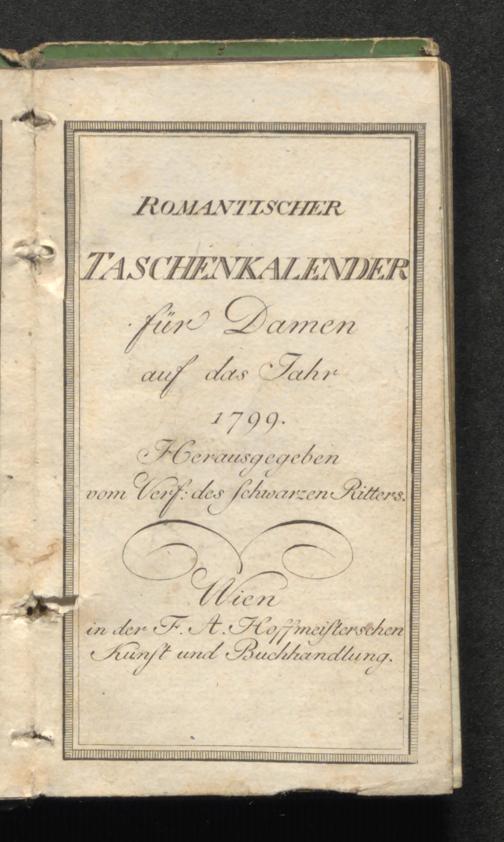 ROMANTISCHER
TASCHENKALENDER
für Damen
auf das Jahr
1799.
Herausgegeben
vom Verf: des schwarzen Ritters.
Wien
in der F. A. Hoffmeisterschen
Kunst und Buchhandlung.